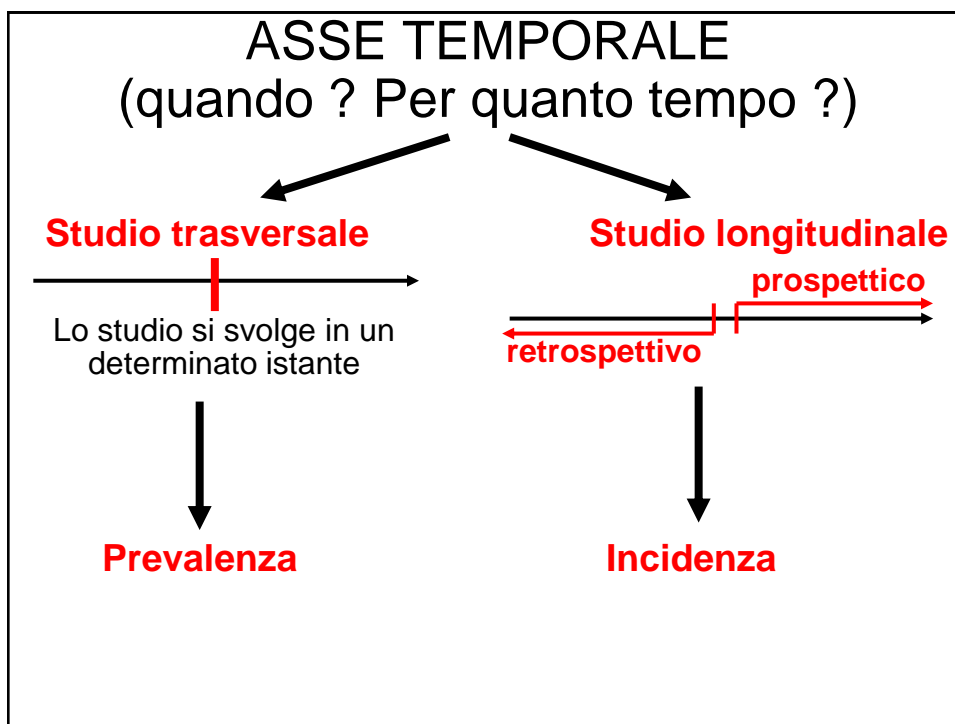 ASSE TEMPORALE
(quando ? Per quanto tempo ?)
Studio trasversale
Lo studio si svolge in un
determinato istante
Prevalenza
Studio longitudinale
prospettico
retrospettivo
Incidenza